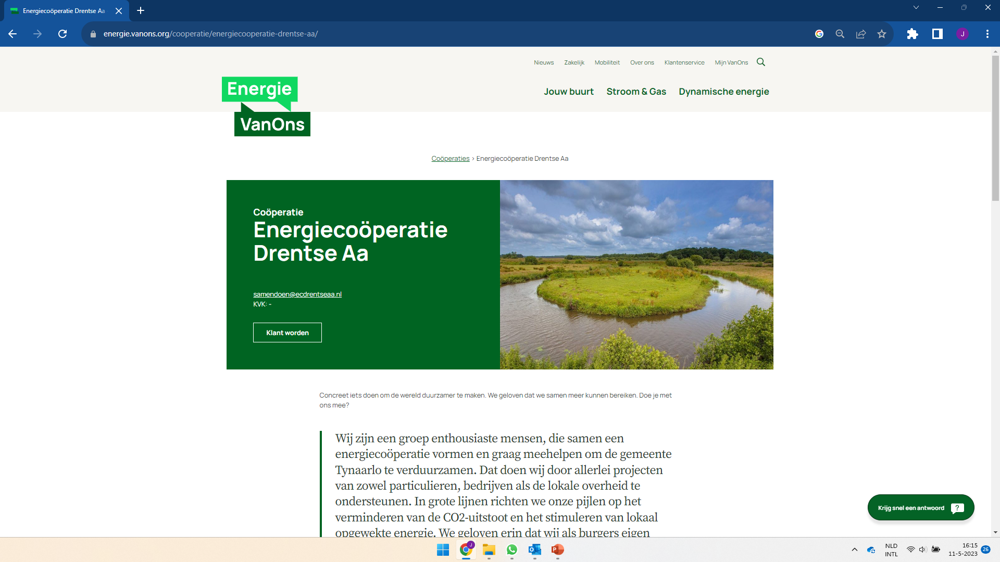 Energiecoöperatie Drentse Aa
energie.vanons.org/cooperatie/energiecooperatie-drentse-aa/
J
Nieuws Zakelijk Mobiliteit Over ons Klantenservice Mijn VanOns
Energie
VanOns
Jouw buurt Stroom & Gas Dynamische energie
Coöperaties > Energiecoöperatie Drentse Aa
Coöperatie
Energiecoöperatie
Drentse Aa
samendoen@ecdrentseaa.nl
KVK: -
Klant worden
Concreet iets doen om de wereld duurzamer te maken. We geloven dat we samen meer kunnen bereiken. Doe je met
ons mee?
Wij zijn een groep enthousiaste mensen, die samen een
energiecoöperatie vormen en graag meehelpen om de gemeente
Tynaarlo te verduurzamen. Dat doen wij door allerlei projecten
van zowel particulieren, bedrijven als de lokale overheid te
ondersteunen. In grote lijnen richten we onze pijlen op het
verminderen van de CO2-uitstoot en het stimuleren van lokaal
opgewekte energie. We geloven erin dat wij als burgers eigen
Krijg snel een antwoord ?
J
NLD
INTL
16:15
11-5-2023
26